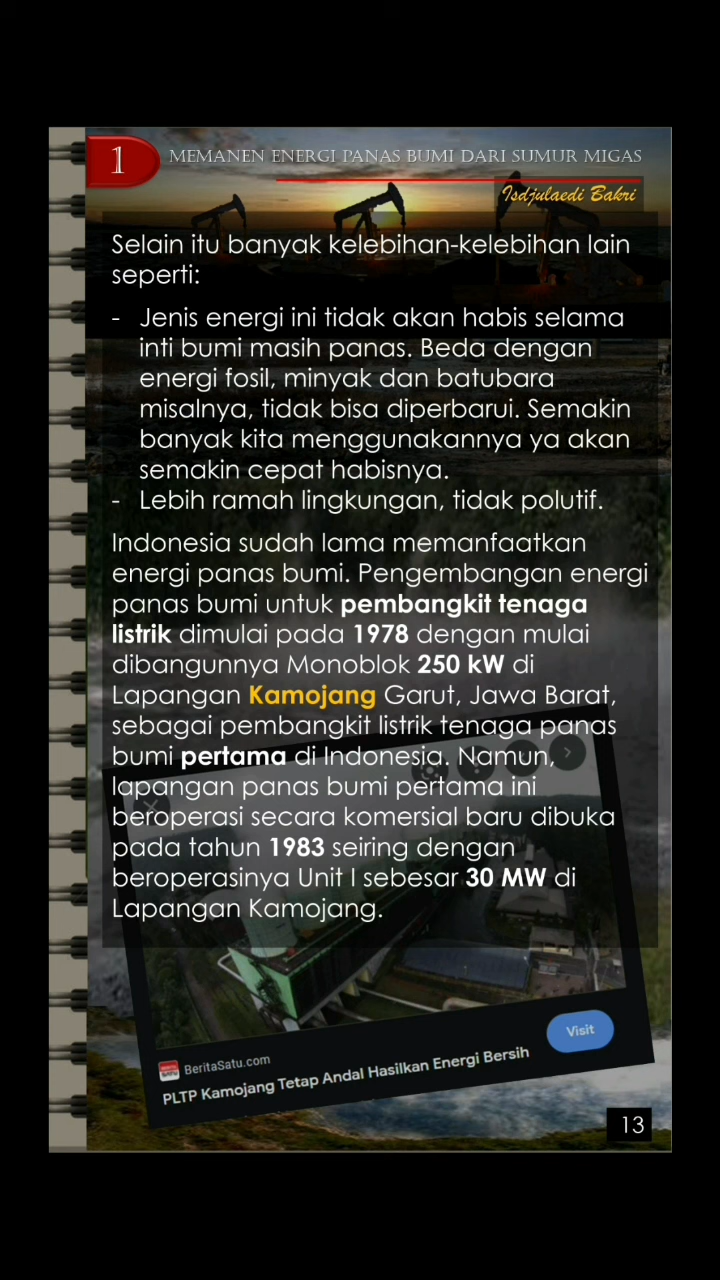 1
MEMANEN ENERGI PANAS BUMI DARI SUMUR MIGAS
Isdjulaedi Bakri
Selain itu banyak kelebihan-kelebihan lain
seperti:
- Jenis energi ini tidak akan habis selama
inti bumi masih panas. Beda dengan
energi fosil, minyak dan batubara
misalnya, tidak bisa diperbarui. Semakin
banyak kita menggunakannya ya akan
semakin cepat habisnya.
- Lebih ramah lingkungan, tidak polutif.
Indonesia sudah lama memanfaatkan
energi panas bumi. Pengembangan energi
panas bumi untuk pembangkit tenaga
listrik dimulai pada 1978 dengan mulai
dibangunnya Monoblok 250 kW di
Lapangan Kamojang Garut, Jawa Barat,
sebagai pembangkit listrik tenaga panas
bumi pertama di Indonesia. Namun,
lapangan panas bumi pertama ini
beroperasi secara komersial baru dibuka
pada tahun 1983 seiring dengan
beroperasinya Unit I sebesar 30 MW di
Lapangan Kamojang.
Visit
BeritaSatu.com
PLTP Kamojang Tetap Andal Hasilkan Energi Bersih
13